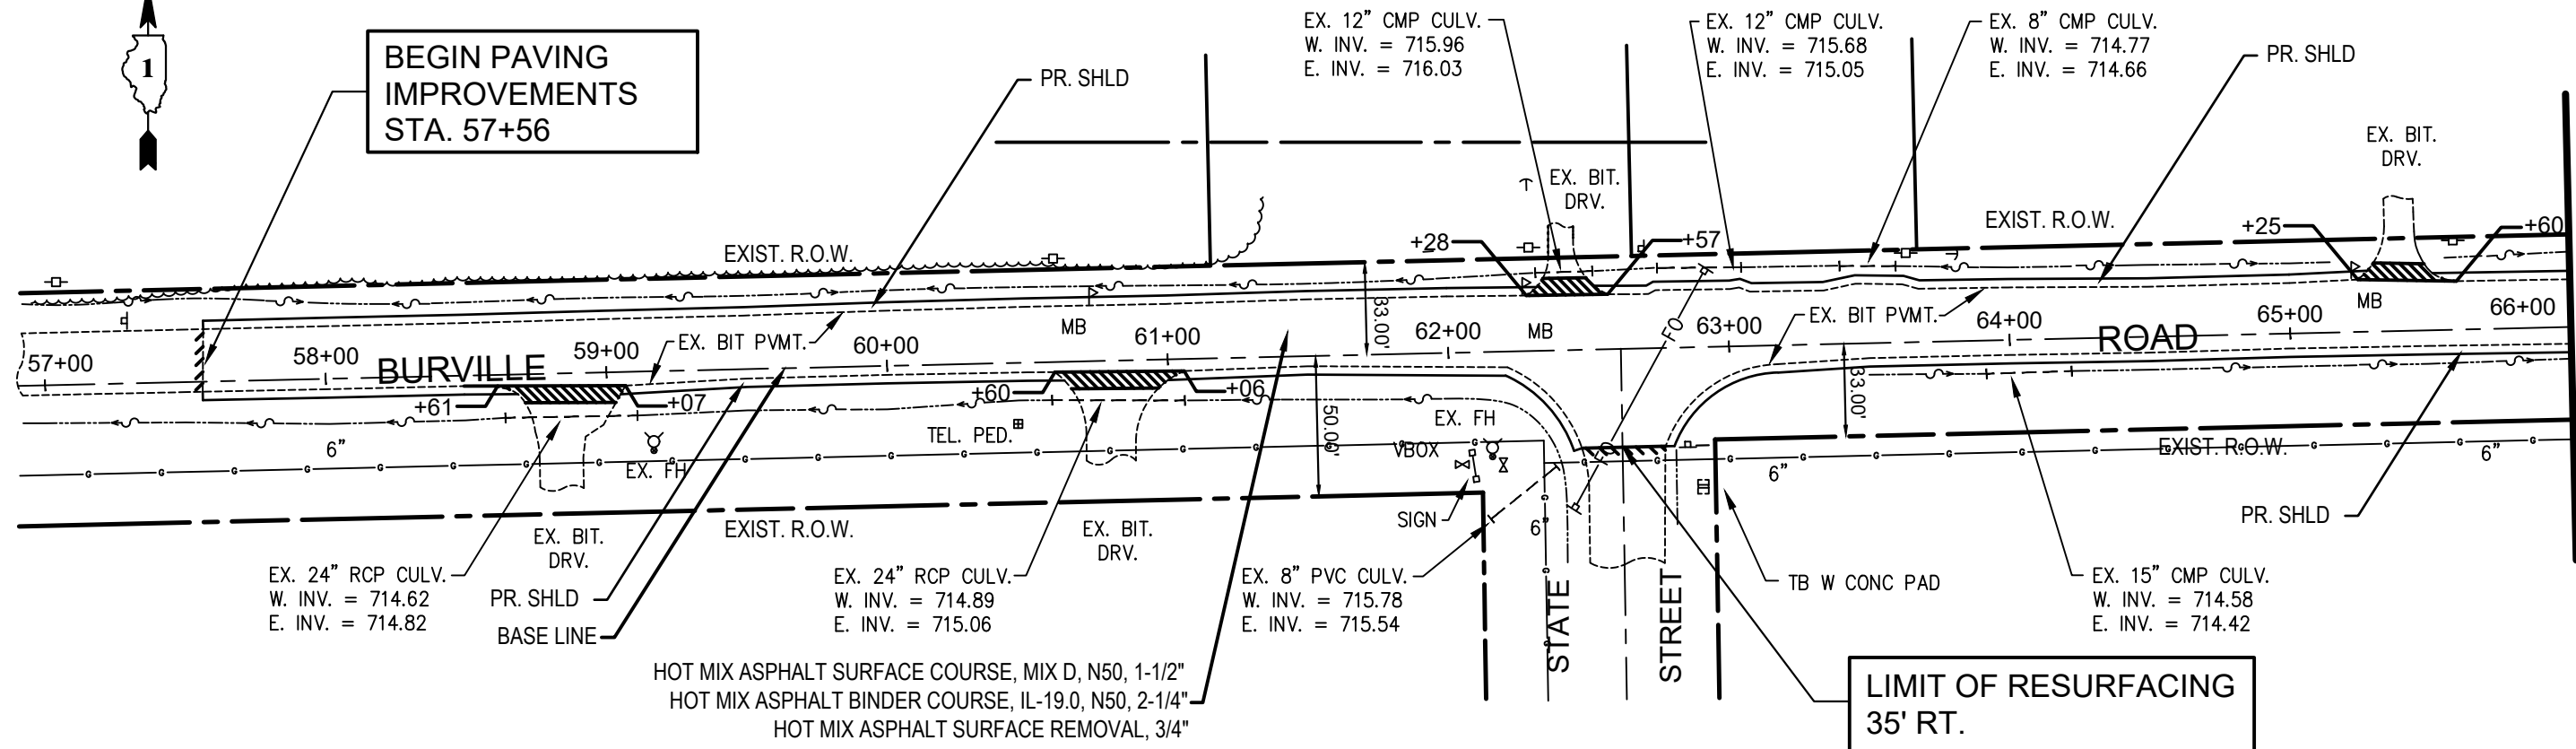 1
BEGIN PAVING
IMPROVEMENTS
STA. 57+56
PR. SHLD
EX. 12" CMP CULV.
W. INV. = 715.96
E. INV. = 716.03
EX. 12" CMP CULV.
W. INV. = 715.68
E. INV. = 715.05
EX. 8" CMP CULV.
W. INV. = 714.77
E. INV. = 714.66
PR. SHLD
EX. BIT.
DRV.
EX. BIT.
DRV.
EXIST. R.O.W.
EXIST. R.O.W.
+28
+57
+25
+60
33.00'
FO
MB
MB
MB
57+00
58+00
59+00
60+00
61+00
62+00
63+00
64+00
65+00
66+00
BURVILLE
ROAD
EX. BIT PVMT.
EX. BIT PVMT.
+61
+07
+60
+06
50.00'
33.00'
6"
EX. FH
TEL. PED.
EX. FH
VBOX
FO
6"
EXIST. R.O.W.
6"
G G G G G G G G G G G G G G G G G G
G G G G G G G G G G G G
EX. BIT.
DRV.
EXIST. R.O.W.
EX. BIT.
DRV.
SIGN
6"
G
G
G
PR. SHLD
EX. 24" RCP CULV.
W. INV. = 714.62
E. INV. = 714.82
PR. SHLD
BASE LINE
EX. 24" RCP CULV.
W. INV. = 714.89
E. INV. = 715.06
EX. 8" PVC CULV.
W. INV. = 715.78
E. INV. = 715.54
STATE
STREET
TB W CONC PAD
EX. 15" CMP CULV.
W. INV. = 714.58
E. INV. = 714.42
HOT MIX ASPHALT SURFACE COURSE, MIX D, N50, 1-1/2"
HOT MIX ASPHALT BINDER COURSE, IL-19.0, N50, 2-1/4"
HOT MIX ASPHALT SURFACE REMOVAL, 3/4"
LIMIT OF RESURFACING
35' RT.